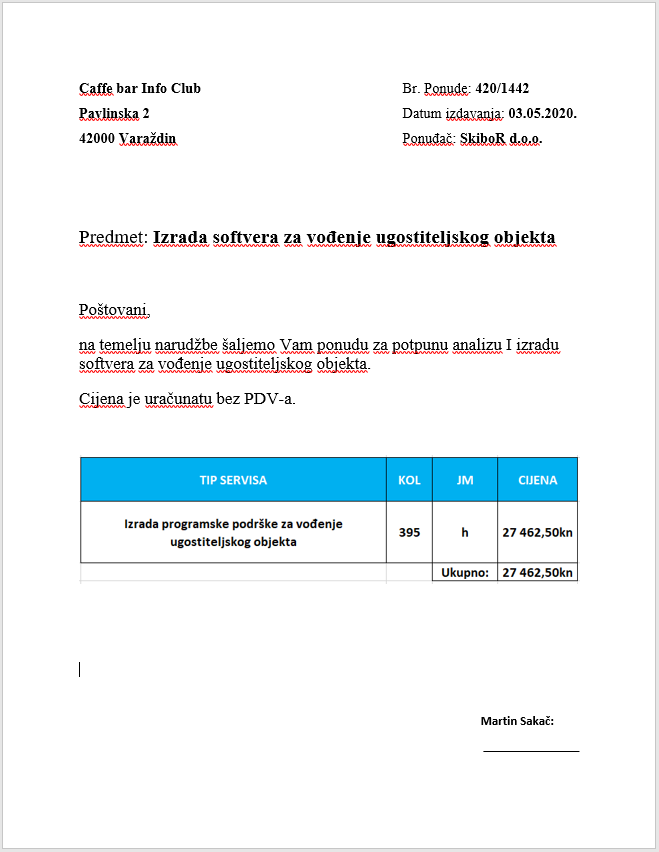 Caffe bar Info Club
Br. Ponude: 420/1442
Pavlinska 2
Datum izdavanja: 03.05.2020.
42000 Varaždin
Ponuđač: SkiboR d.o.o.
Predmet: Izrada softvera za vođenje ugostiteljskog objekta
Poštovani,
na temelju narudžbe šaljemo Vam ponudu za potpunu analizu I izradu
softvera za vođenje ugostiteljskog objekta.
Cijena je uračunatu bez PDV-a.
TIP SERVISA KOL JM CIJENA
Izrada programske podrške za vođenje
ugostiteljskog objekta
395 h 27 462,50kn
Ukupno: 27 462,50kn
Martin Sakač: